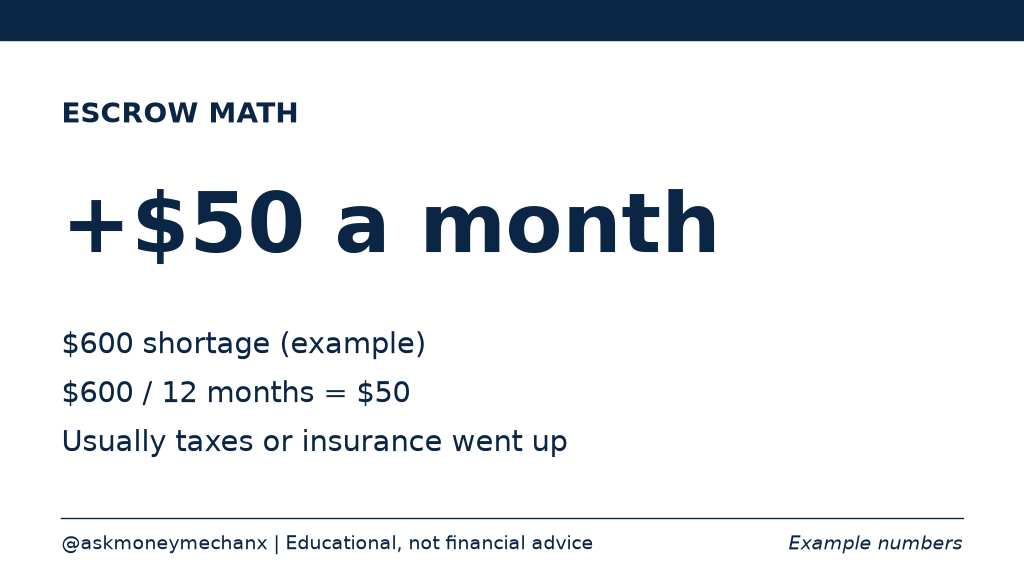 ESCROW MATH
+$50 a month
$600 shortage (example)
$600 / 12 months = $50
Usually taxes or insurance went up
@askmoneymechanx | Educational, not financial advice
Example numbers